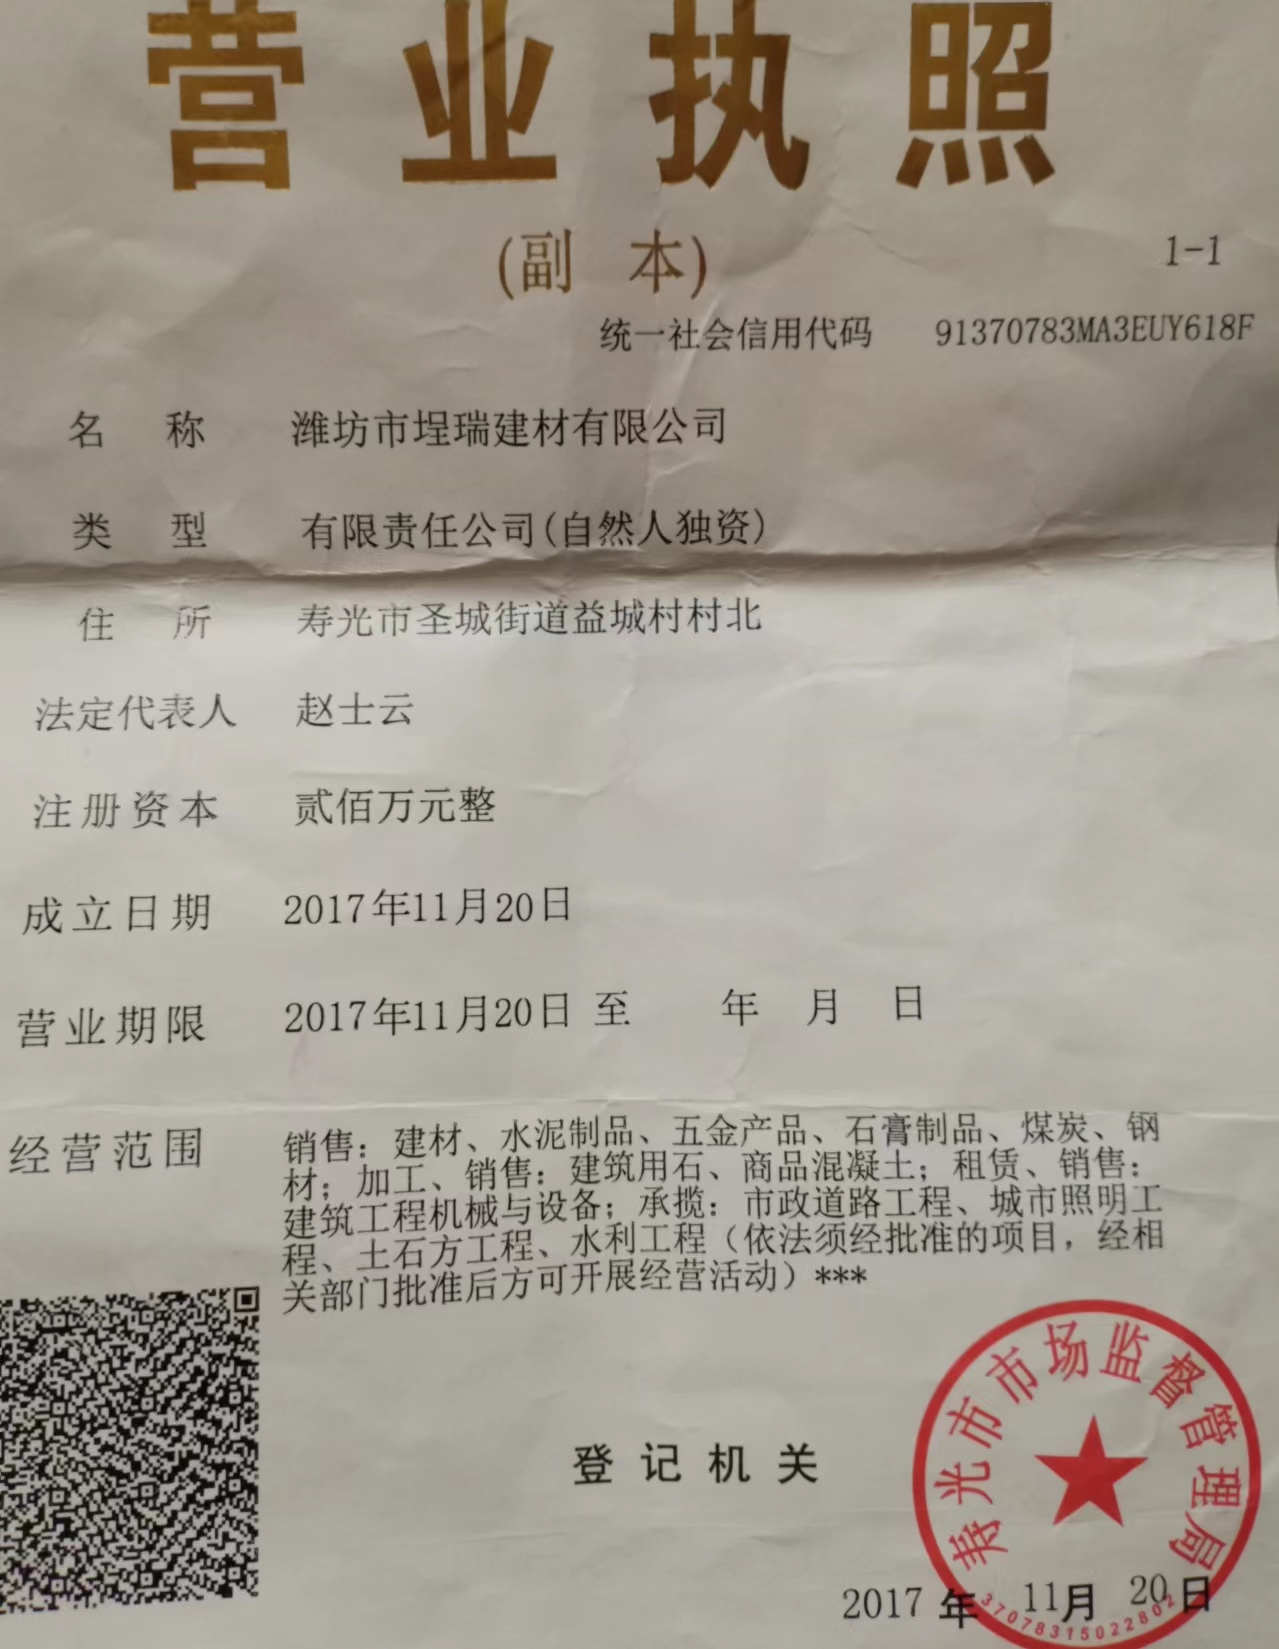 营业执照
(副 本)
1-1
统一社会信用代码 91370783MA3EUY618F
名 称 潍坊市埕瑞建材有限公司
类 型 有限责任公司(自然人独资)
住 所 寿光市圣城街道益城村村北
法定代表人 赵士云
注册资本 贰佰万元整
成立日期 2017年11月20日
营业期限 2017年11月20日 至 年 月 日
经营范围 销售：建材、水泥制品、五金产品、石膏制品、煤炭、钢
材；加工、销售：建筑用石、商品混凝土；租赁、销售：
建筑工程机械与设备；承揽：市政道路工程、城市照明工
程、土石方工程、水利工程（依法须经批准的项目，经相
关部门批准后方可开展经营活动）***
登记机关
寿光市市场监督管理局
2017 年 11月 20日
3707831502280​2